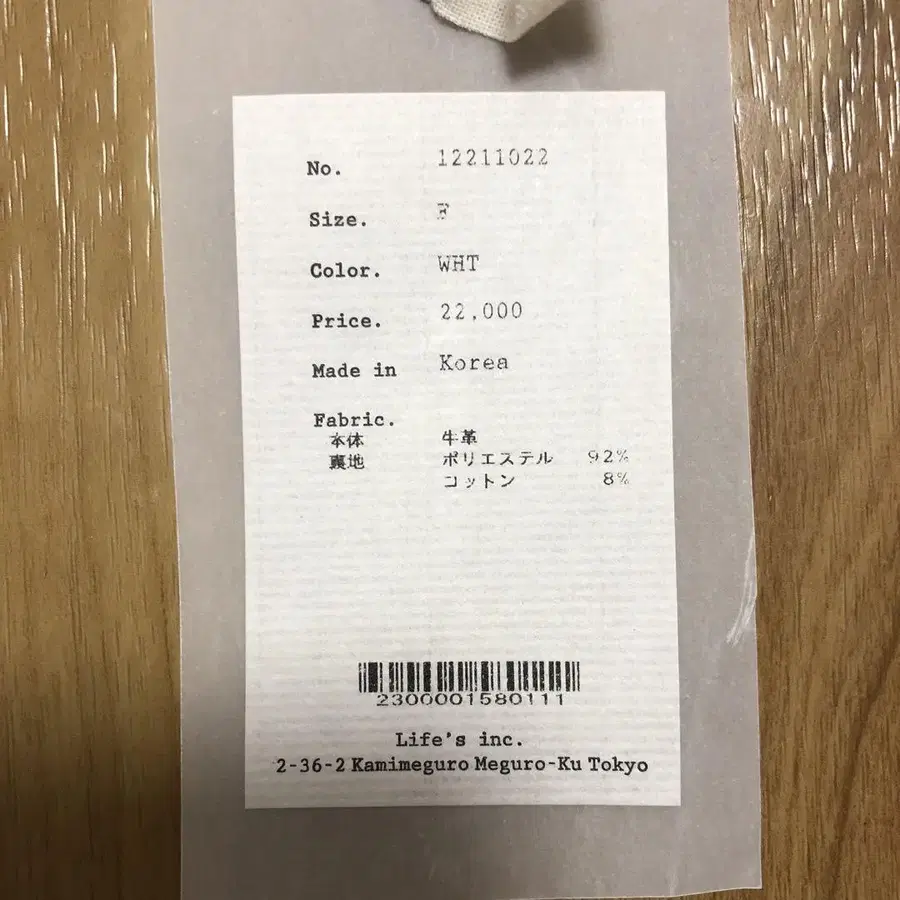 No. 12211022
Size. F
Color. WHT
Price. 22,000
Made in Korea
Fabric.
本体 牛革
裏地 ポリエステル 92%
コットン 8%
2300001580111
Life's inc.
2-36-2 Kamimeguro Meguro-Ku Tokyo